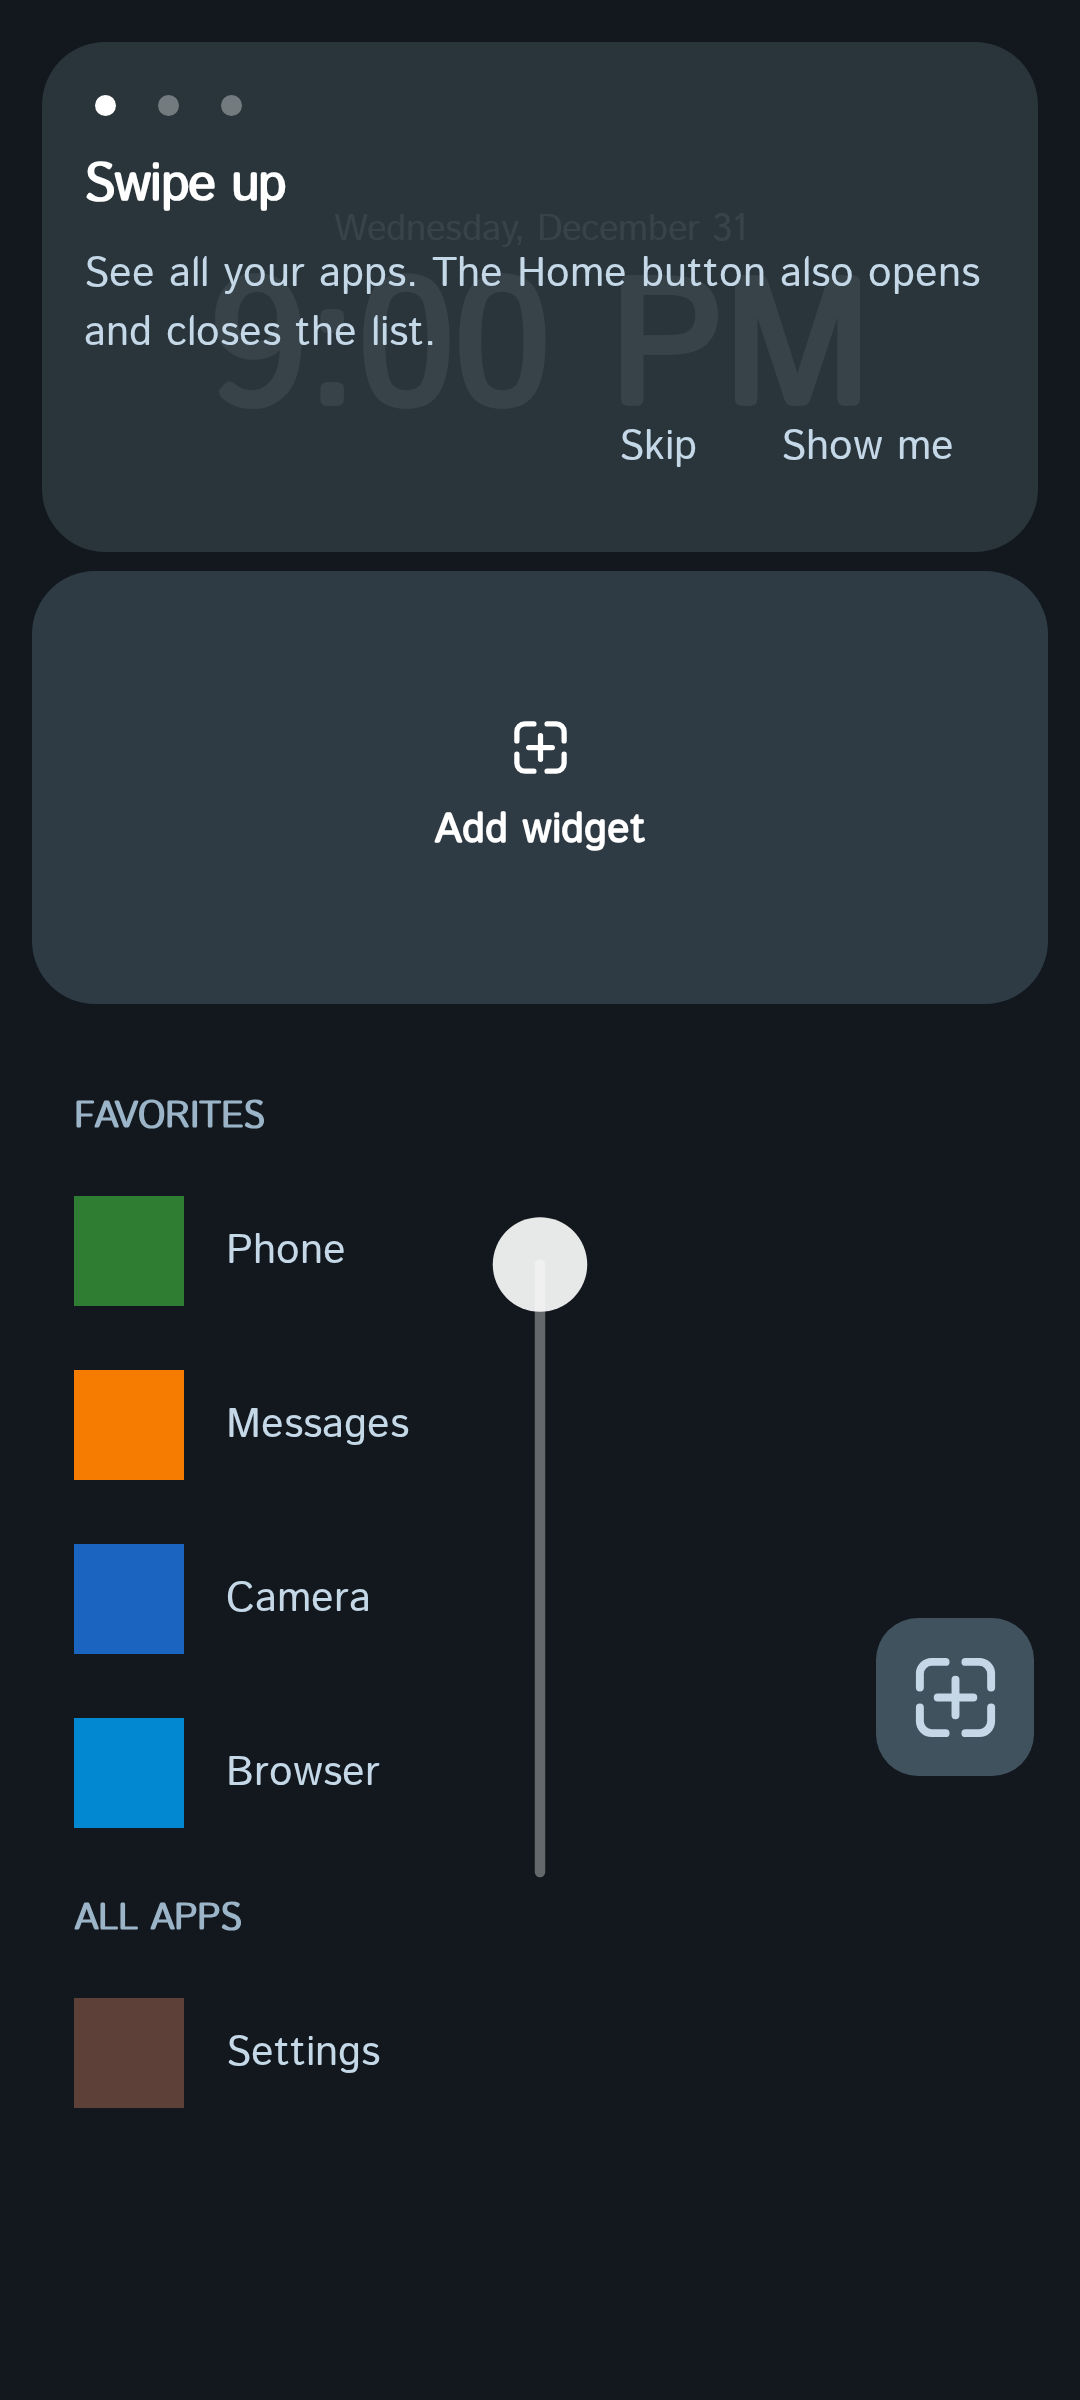 Swipe up
Wednesday, December 31
See all your apps. The Home button also opens
and closes the list.
9:00 PM
Skip
Show me
Add widget
FAVORITES
Phone
Messages
Camera
Browser
ALL APPS
Settings